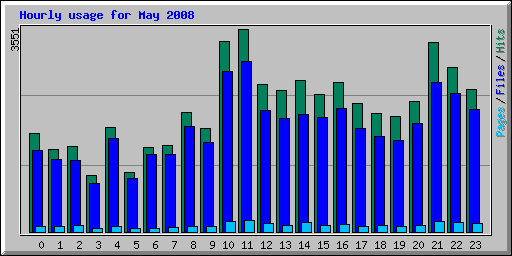 Hourly usage for May 2008
3551
Pages/Files/Hits
0 1 2 3 4 5 6 7 8 9 10 11 12 13 14 15 16 17 18 19 20 21 22 23